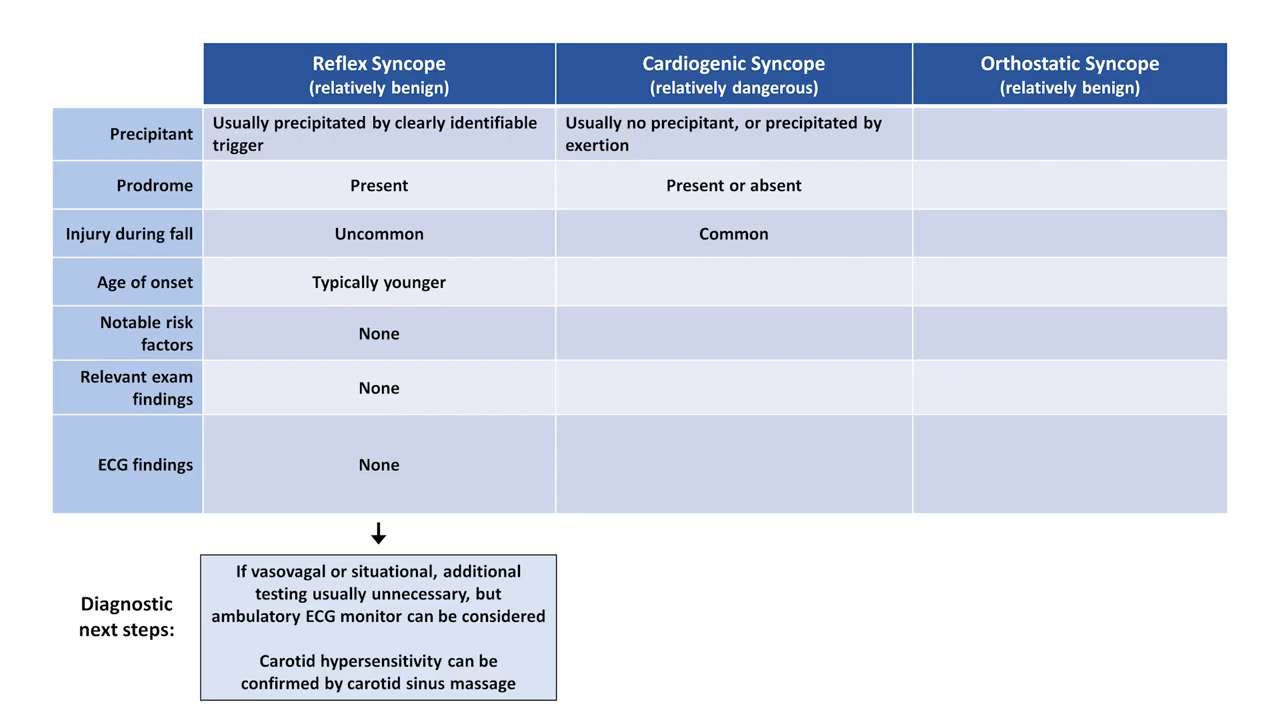 Reflex Syncope
(relatively benign)
Cardiogenic Syncope
(relatively dangerous)
Orthostatic Syncope
(relatively benign)
Precipitant
Usually precipitated by clearly identifiable
trigger
Usually no precipitant, or precipitated by
exertion
Prodrome
Present
Present or absent
Injury during fall
Uncommon
Common
Age of onset
Typically younger
Notable risk
factors
None
Relevant exam
findings
None
ECG findings
None
Diagnostic
next steps:
If vasovagal or situational, additional
testing usually unnecessary, but
ambulatory ECG monitor can be considered
Carotid hypersensitivity can be
confirmed by carotid sinus massage